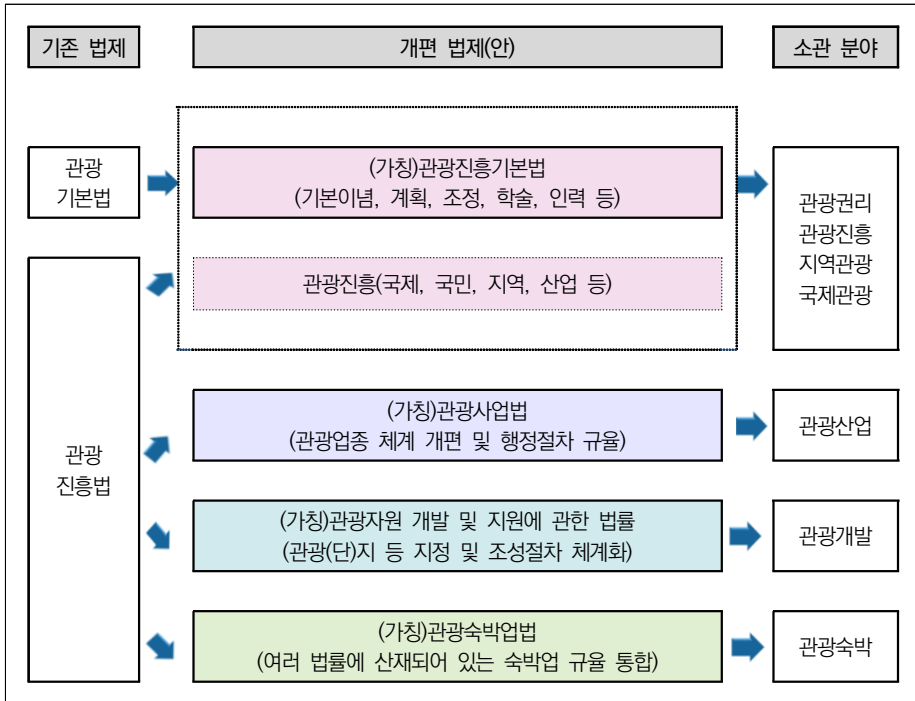 기존 법제
개편 법제(안)
소관 분야
관광
기본법
(가칭)관광진흥기본법
(기본이념, 계획, 조정, 학술, 인력 등)
관광진흥(국제, 국민, 지역, 산업 등)
관광권리
관광진흥
지역관광
국제관광
관광
진흥법
(가칭)관광사업법
(관광업종 체계 개편 및 행정절차 규율)
관광산업
(가칭)관광자원 개발 및 지원에 관한 법률
(관광(단)지 등 지정 및 조성절차 체계화)
관광개발
(가칭)관광숙박업법
(여러 법률에 산재되어 있는 숙박업 규율 통합)
관광숙박